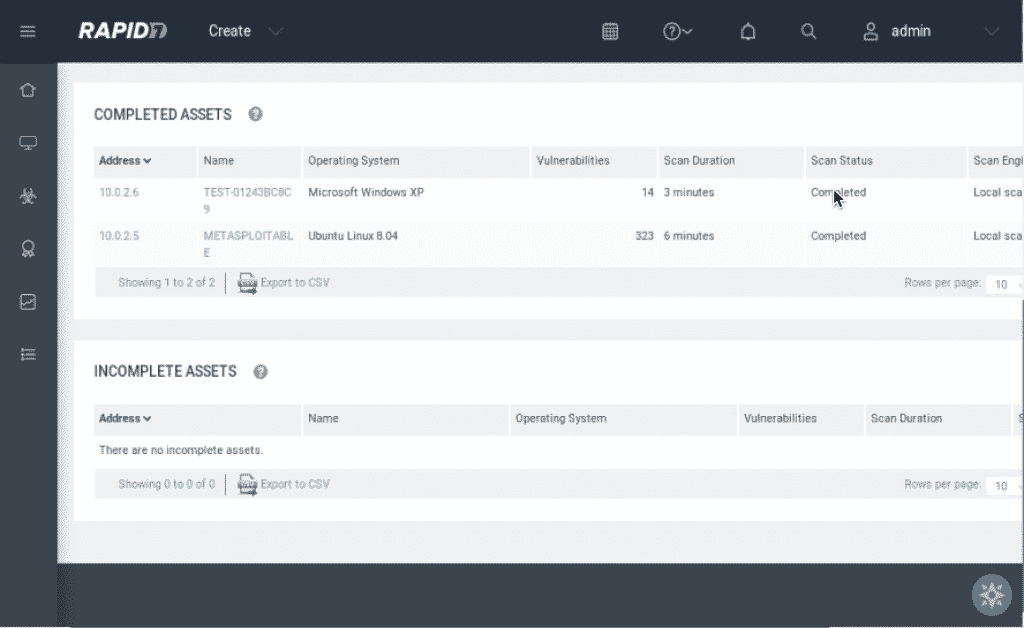 RAPID7 Create admin
COMPLETED ASSETS
Address Name Operating System Vulnerabilities Scan Duration Scan Status Scan Engi
10.0.2.6 TEST-01243BC8C Microsoft Windows XP 14 3 minutes Completed Local sca
9
10.0.2.5 METASPLOITABL Ubuntu Linux 8.04 323 6 minutes Completed Local sca
E
Showing 1 to 2 of 2 Export to CSV Rows per page: 10
INCOMPLETE ASSETS
Address Name Operating System Vulnerabilities Scan Duration S
There are no incomplete assets.
Showing 0 to 0 of 0 Export to CSV Rows per page: 10